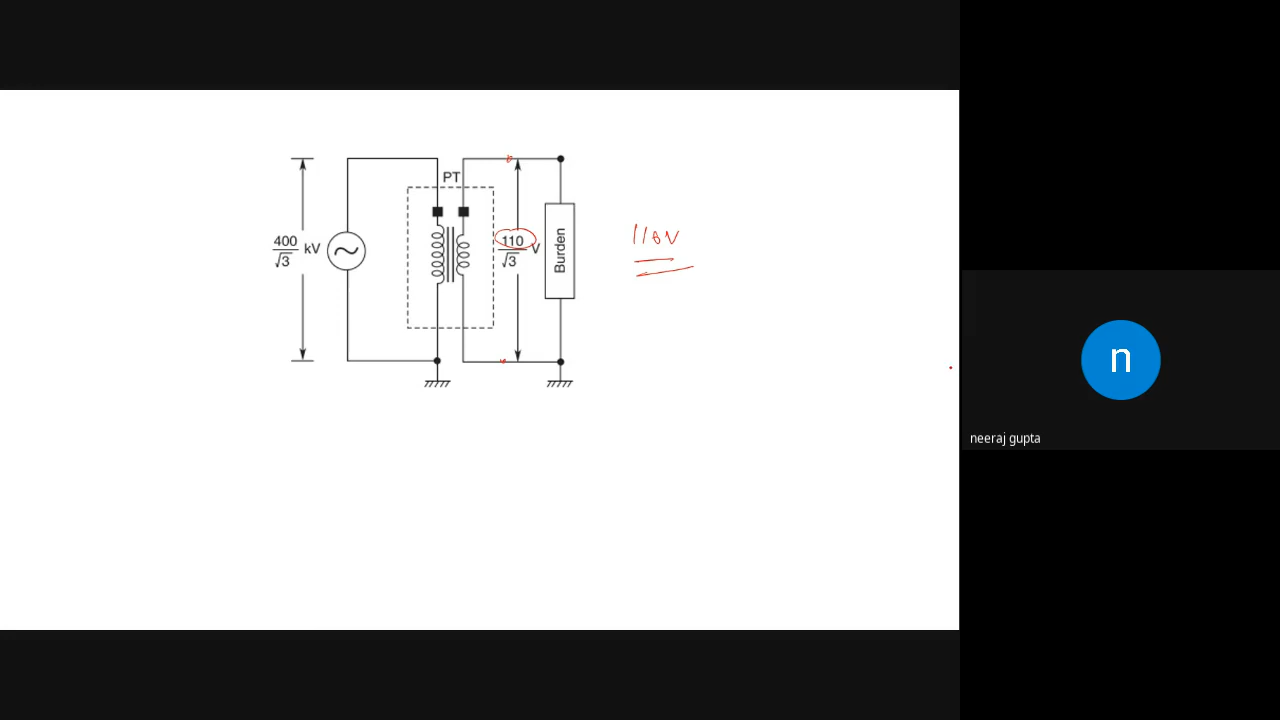 PT
400/√3 kV
110/√3 V
Burden
110V
n
neeraj gupta